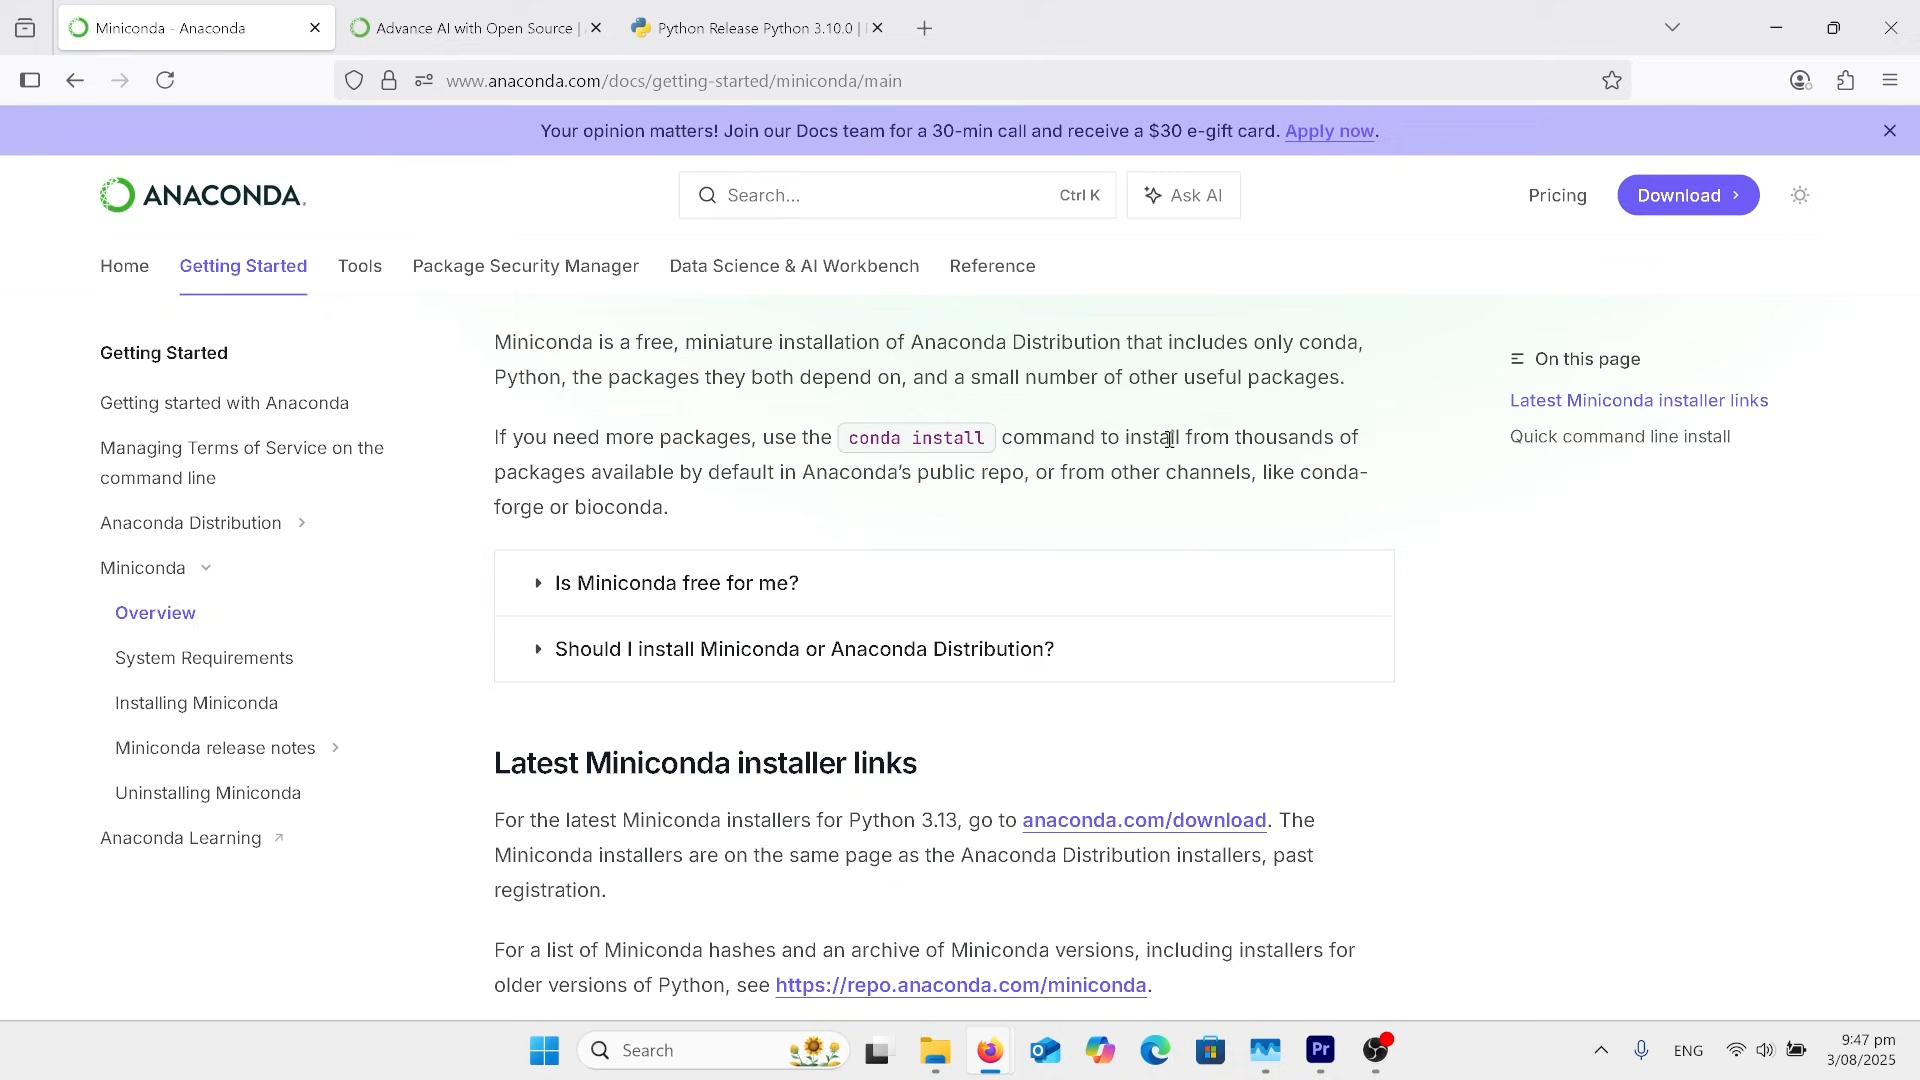 Miniconda - Anaconda
Advance AI with Open Source |
Python Release Python 3.10.0 |
www.anaconda.com/docs/getting-started/miniconda/main
Your opinion matters! Join our Docs team for a 30-min call and receive a $30 e-gift card. Apply now.
ANACONDA.
Search...
Ctrl K
Ask AI
Pricing
Download
Home
Getting Started
Tools
Package Security Manager
Data Science & AI Workbench
Reference
Getting Started
Getting started with Anaconda
Managing Terms of Service on the
command line
Anaconda Distribution
Miniconda
Overview
System Requirements
Installing Miniconda
Miniconda release notes
Uninstalling Miniconda
Anaconda Learning
Miniconda is a free, miniature installation of Anaconda Distribution that includes only conda,
Python, the packages they both depend on, and a small number of other useful packages.
If you need more packages, use the conda install command to install from thousands of
packages available by default in Anaconda’s public repo, or from other channels, like conda-
forge or bioconda.
Is Miniconda free for me?
Should I install Miniconda or Anaconda Distribution?
Latest Miniconda installer links
For the latest Miniconda installers for Python 3.13, go to anaconda.com/download. The
Miniconda installers are on the same page as the Anaconda Distribution installers, past
registration.
For a list of Miniconda hashes and an archive of Miniconda versions, including installers for
older versions of Python, see https://repo.anaconda.com/miniconda.
On this page
Latest Miniconda installer links
Quick command line install
Search
Pr
ENG
9:47 pm
3/08/2025